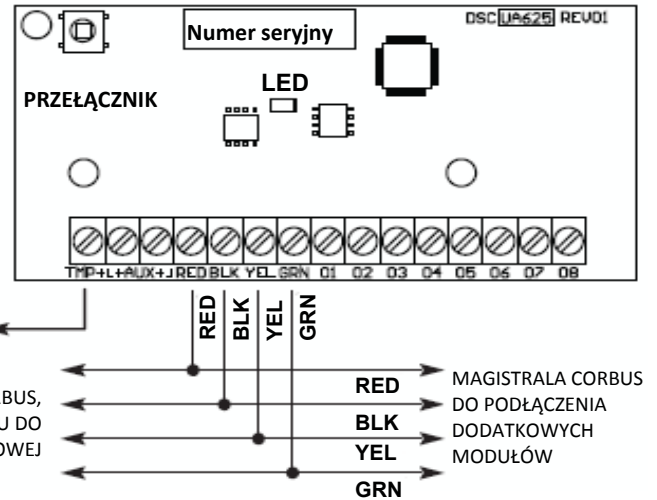 DSC UA625 REV01
Numer seryjny
LED
PRZEŁĄCZNIK
TMP+L+AUX+J RED BLK YEL GRN O1 O2 O3 O4 O5 O6 O7 O8
RED BLK YEL GRN
RED
BLK
YEL
GRN
RBUS,
U DO
OWEJ
MAGISTRALA CORBUS
DO PODŁĄCZENIA
DODATKOWYCH
MODUŁÓW